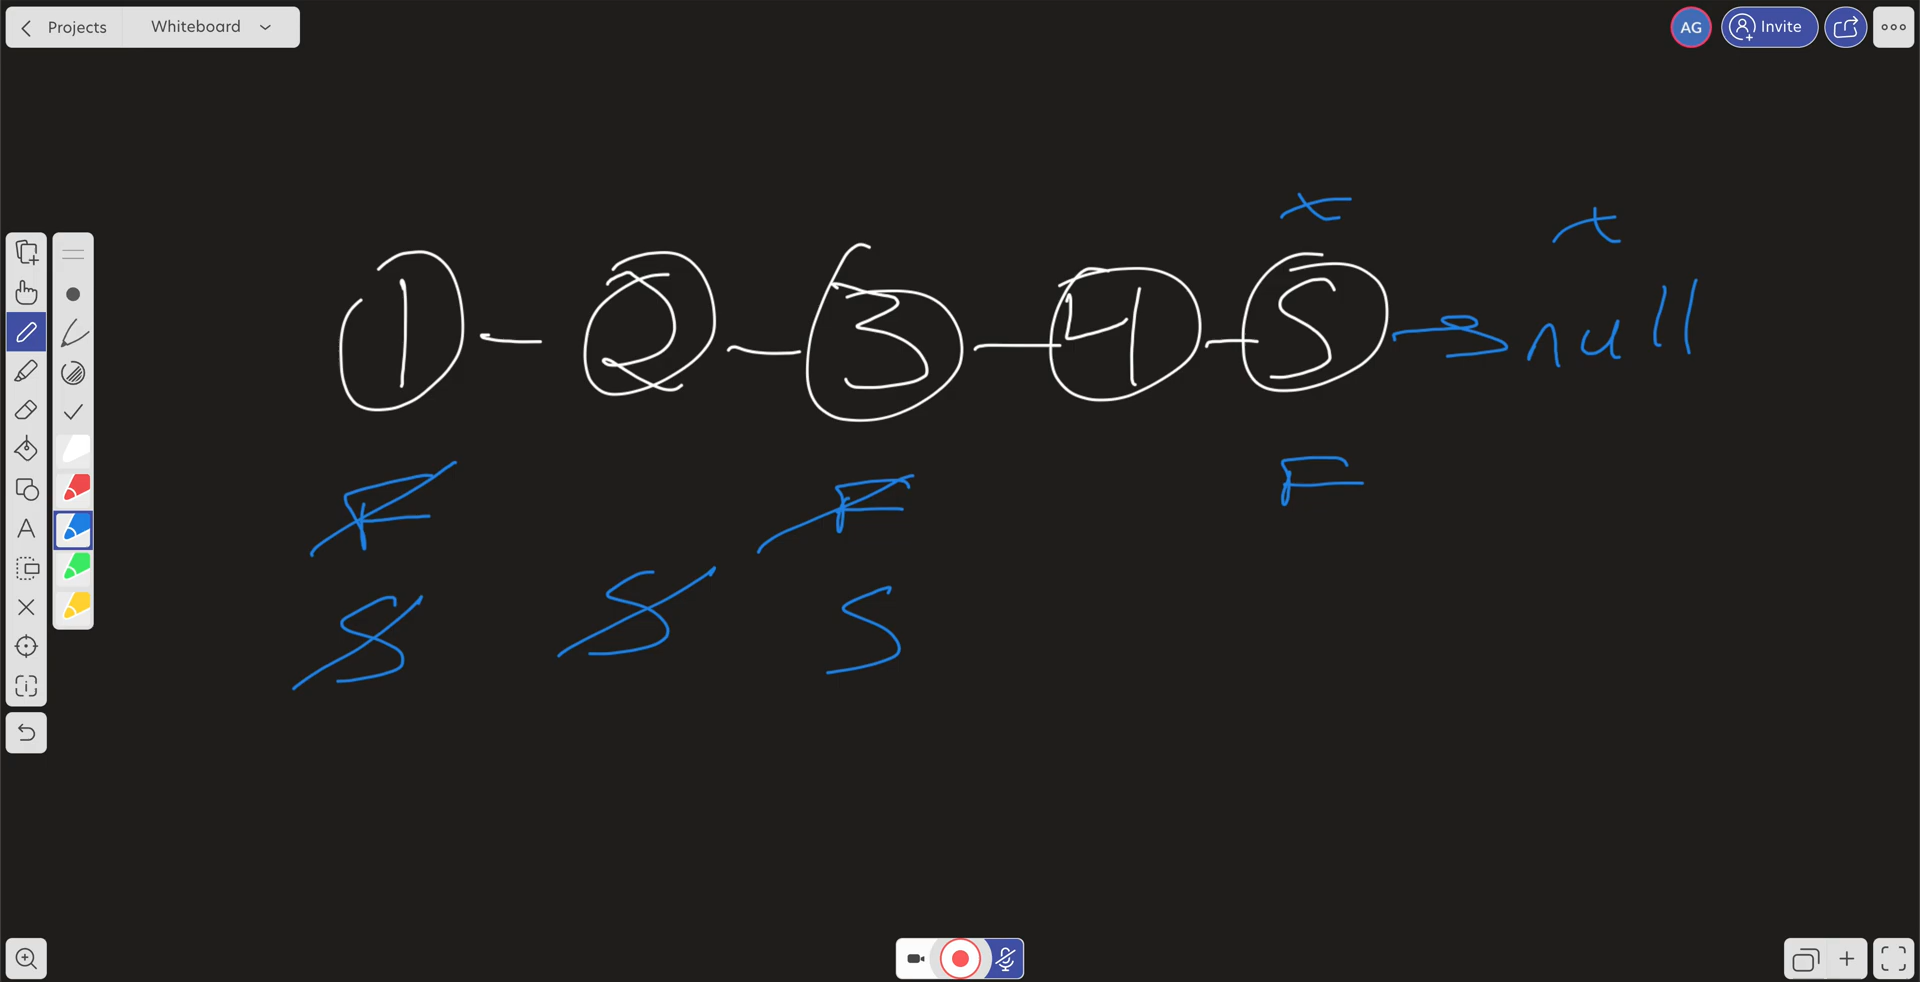 Projects Whiteboard AG Invite
t t
1 - 2 - 3 - 4 - 5 → null
F F F
S S S
A